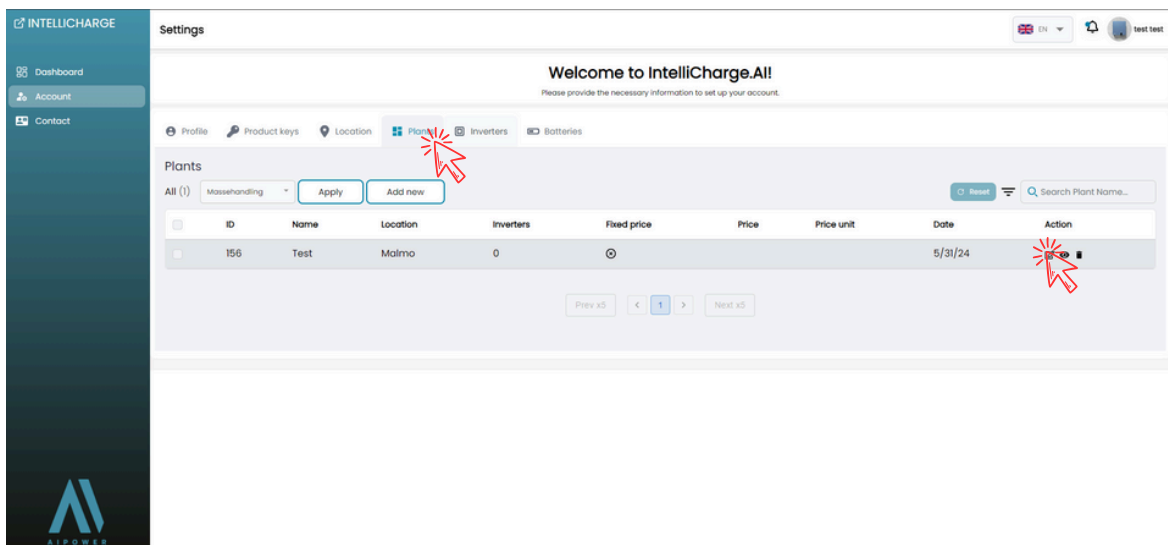 INTELLICHARGE
Dashboard
Account
Contact
AIPOWER
Settings
EN
test test
Welcome to IntelliCharge.AI!
Please provide the necessary information to set up your account.
Profile Product keys Location Plants Inverters Batteries
Plants
All (1) Massehandling Apply Add new Reset Search Plant Name...
ID Name Location Inverters Fixed price Price Price unit Date Action
156 Test Malmo 0 5/31/24
Prev x5 < 1 > Next x5